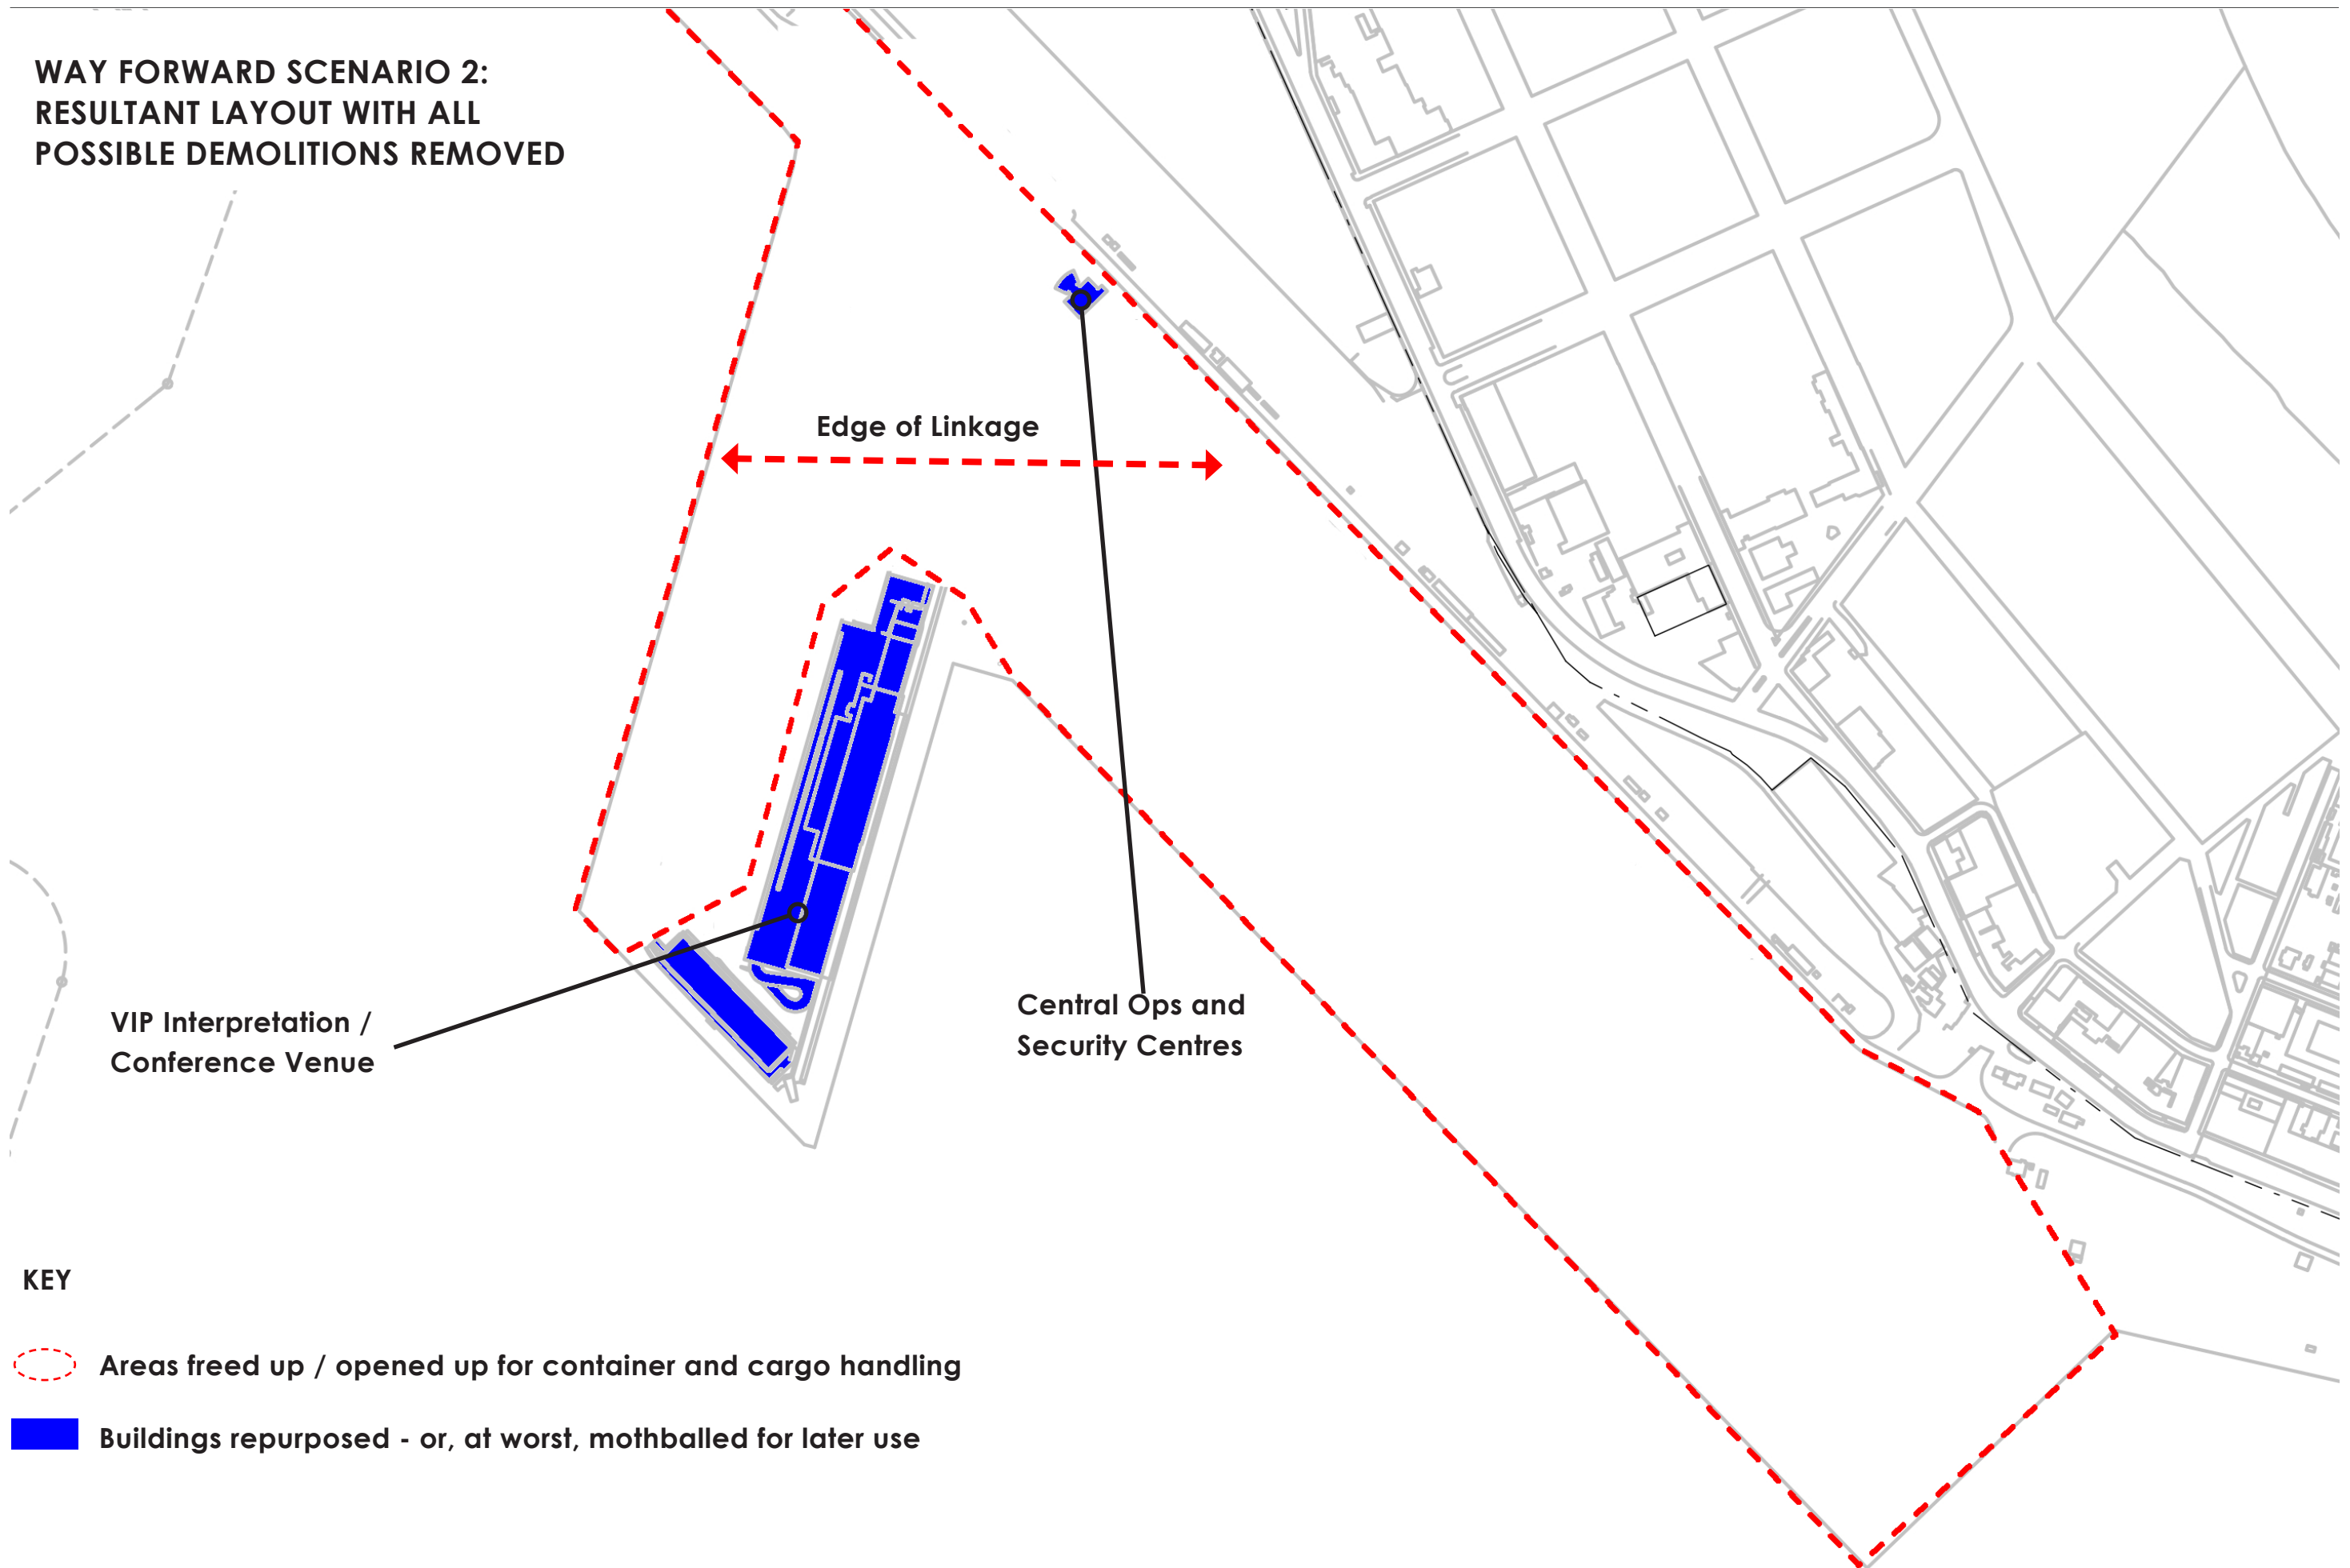 WAY FORWARD SCENARIO 2:
RESULTANT LAYOUT WITH ALL
POSSIBLE DEMOLITIONS REMOVED
Edge of Linkage
VIP Interpretation /
Conference Venue
Central Ops and
Security Centres
KEY
Areas freed up / opened up for container and cargo handling
Buildings repurposed - or, at worst, mothballed for later use